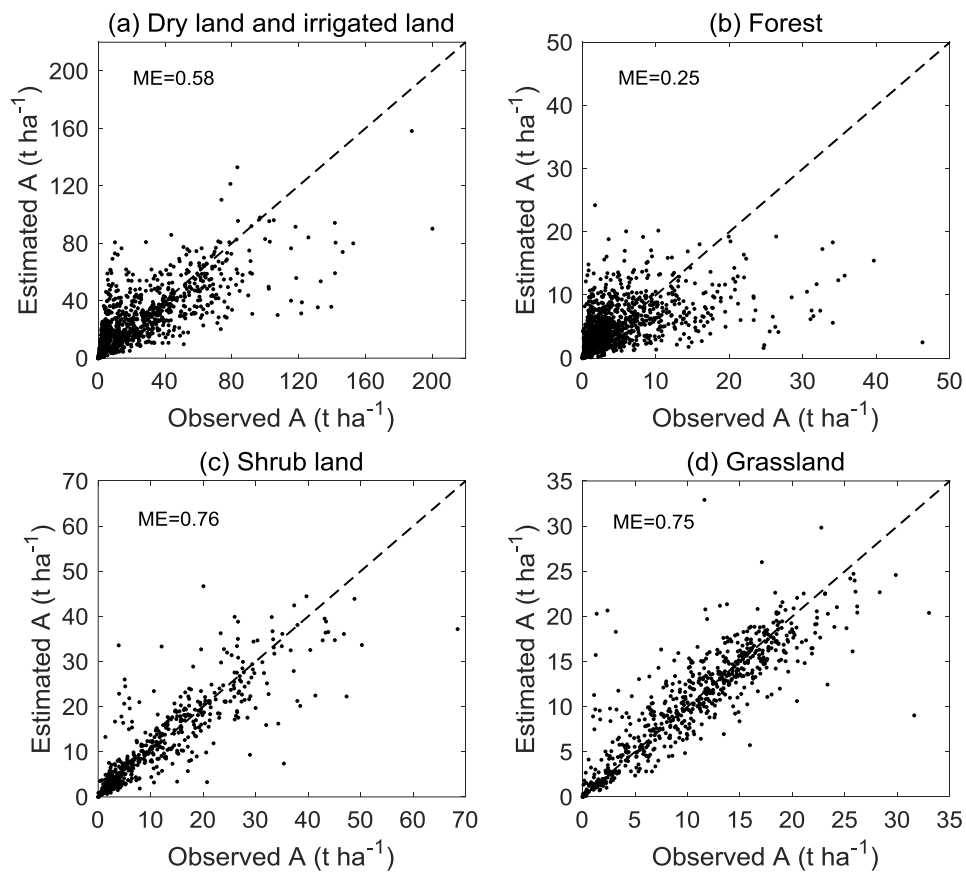 (a) Dry land and irrigated land
ME=0.58
Estimated A (t ha⁻¹)
200
160
120
80
40
0
0 40 80 120 160 200
Observed A (t ha⁻¹)
(b) Forest
ME=0.25
Estimated A (t ha⁻¹)
50
40
30
20
10
0
0 10 20 30 40 50
Observed A (t ha⁻¹)
(c) Shrub land
ME=0.76
Estimated A (t ha⁻¹)
70
60
50
40
30
20
10
0
0 10 20 30 40 50 60 70
Observed A (t ha⁻¹)
(d) Grassland
ME=0.75
Estimated A (t ha⁻¹)
35
30
25
20
15
10
5
0
0 5 10 15 20 25 30 35
Observed A (t ha⁻¹)